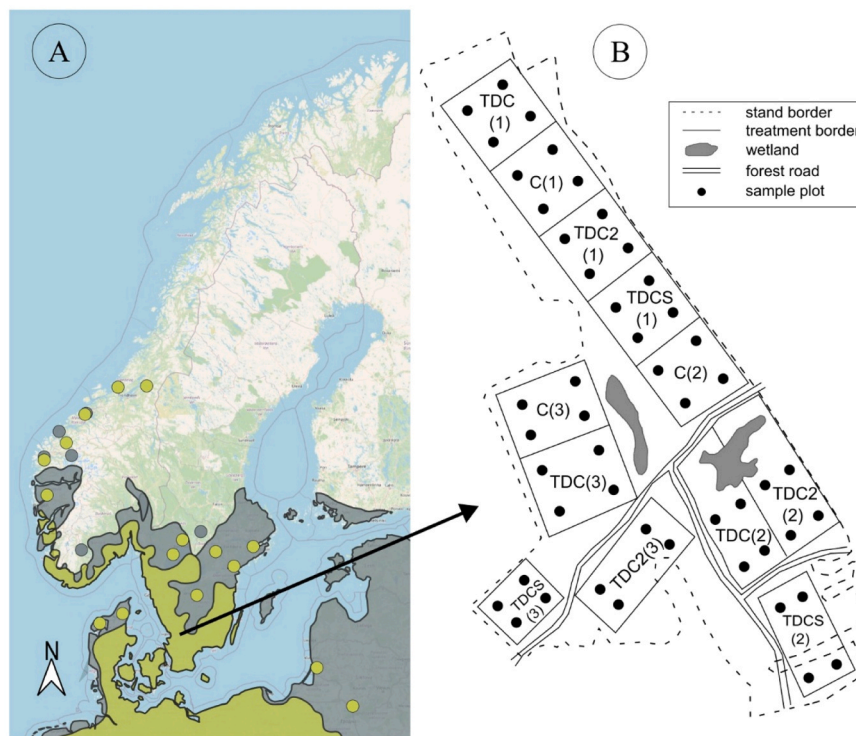 A
B
N
stand border
treatment border
wetland
forest road
sample plot
TDC
(1)
C(1)
TDC2
(1)
TDCS
(1)
C(2)
C(3)
TDC(3)
TDC2
(2)
TDC(2)
TDC2(3)
TDCS
(3)
TDCS
(2)